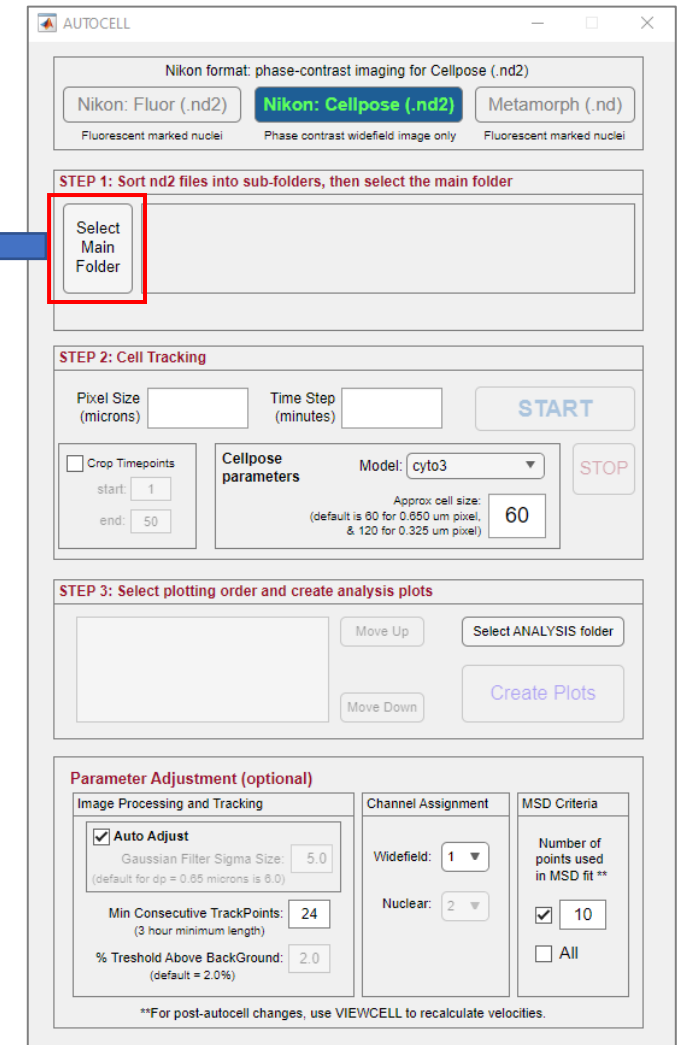 AUTOCELL
Nikon format: phase-contrast imaging for Cellpose (.nd2)
Nikon: Fluor (.nd2)
Nikon: Cellpose (.nd2)
Metamorph (.nd)
Fluorescent marked nuclei
Phase contrast widefield image only
Fluorescent marked nuclei
STEP 1: Sort nd2 files into sub-folders, then select the main folder
Select
Main
Folder
STEP 2: Cell Tracking
Pixel Size
(microns)
Time Step
(minutes)
START
Crop Timepoints
start: 1
end: 50
Cellpose
parameters
Model: cyto3
Approx cell size:
(default is 60 for 0.650 um pixel,
& 120 for 0.325 um pixel)
60
STOP
STEP 3: Select plotting order and create analysis plots
Move Up
Select ANALYSIS folder
Move Down
Create Plots
Parameter Adjustment (optional)
Image Processing and Tracking
Auto Adjust
Gaussian Filter Sigma Size: 5.0
(default for dp = 0.65 microns is 6.0)
Min Consecutive TrackPoints: 24
(3 hour minimum length)
% Treshold Above BackGround: 2.0
(default = 2.0%)
Channel Assignment
Widefield: 1
Nuclear: 2
MSD Criteria
Number of
points used
in MSD fit **
10
All
**For post-autocell changes, use VIEWCELL to recalculate velocities.